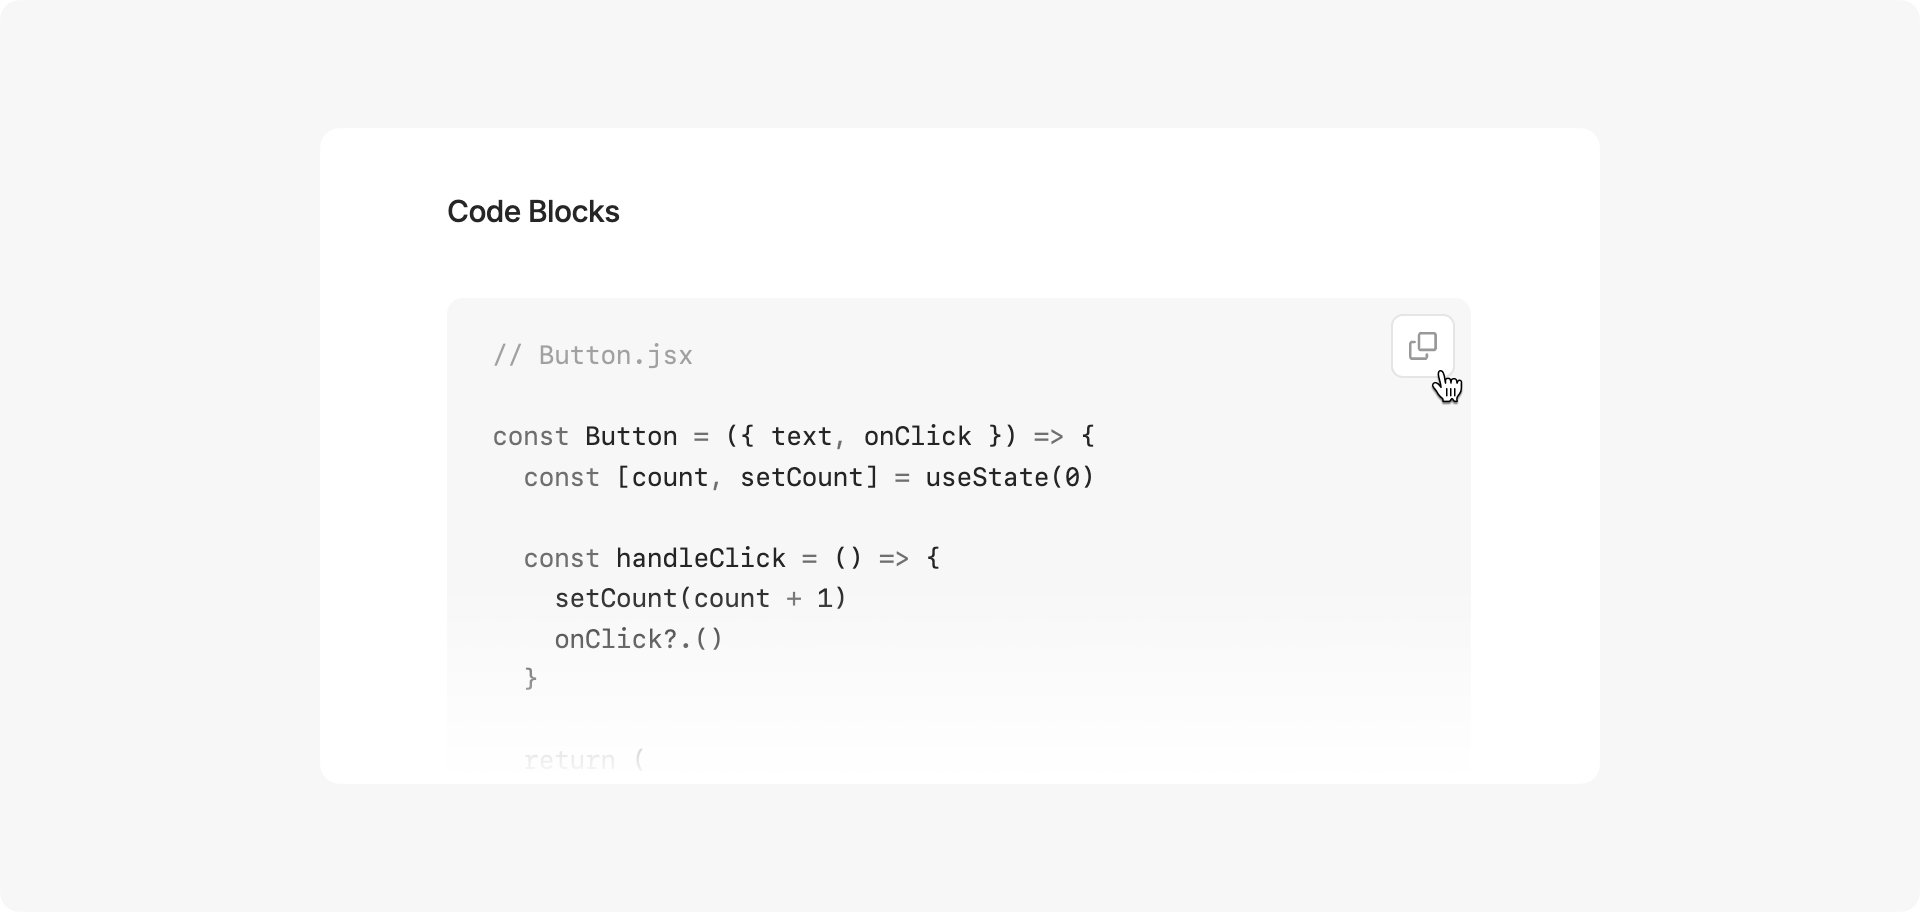 Code Blocks
// Button.jsx
const Button = ({ text, onClick }) => {
  const [count, setCount] = useState(0)
  const handleClick = () => {
    setCount(count + 1)
    onClick?.()
  }
  return (